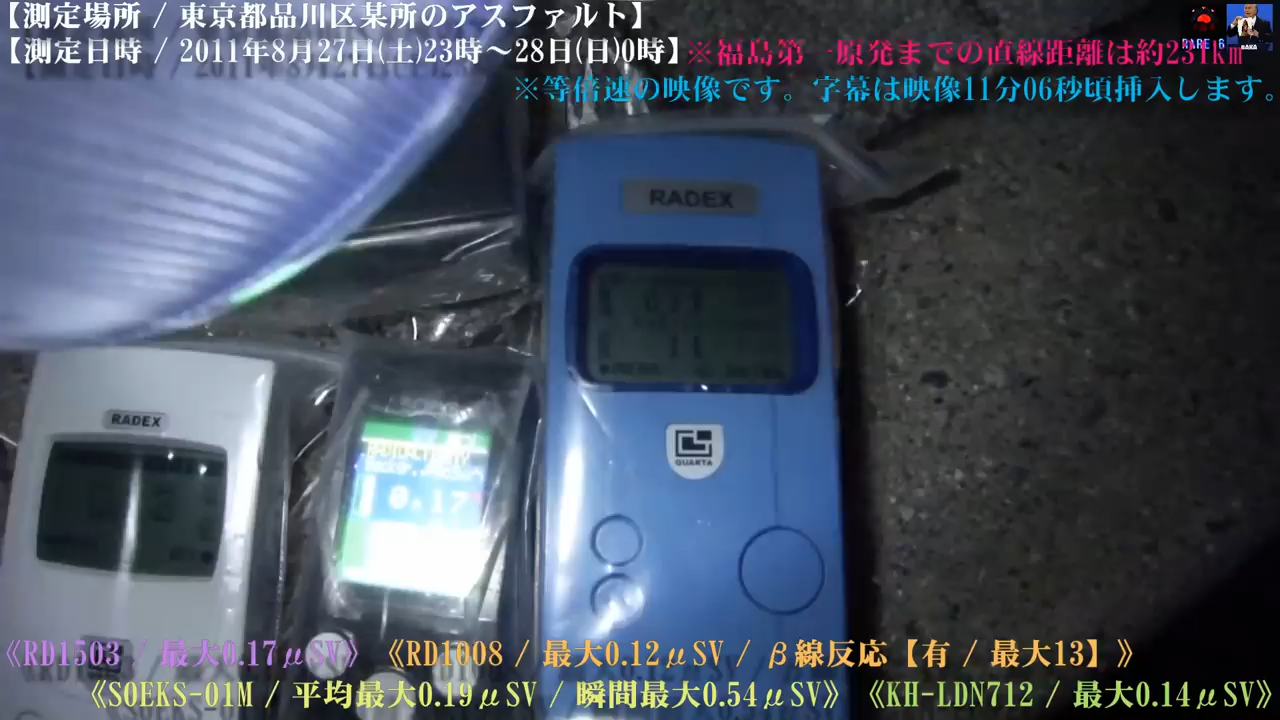 【測定場所 / 東京都品川区某所のアスファルト】
【測定日時 / 2011年8月27日(土)23時～28日(日)0時】
※福島第一原発までの直線距離は約231km
※等倍速の映像です。字幕は映像11分06秒頃挿入します。
RADEX
RADEX
QUARTA
0.17
《RD1503 / 最大0.17μSV》 《RD1008 / 最大0.12μSV / β線反応【有 / 最大13】》
《SOEKS-01M / 平均最大0.19μSV / 瞬間最大0.54μSV》 《KH-LDN712 / 最大0.14μSV》